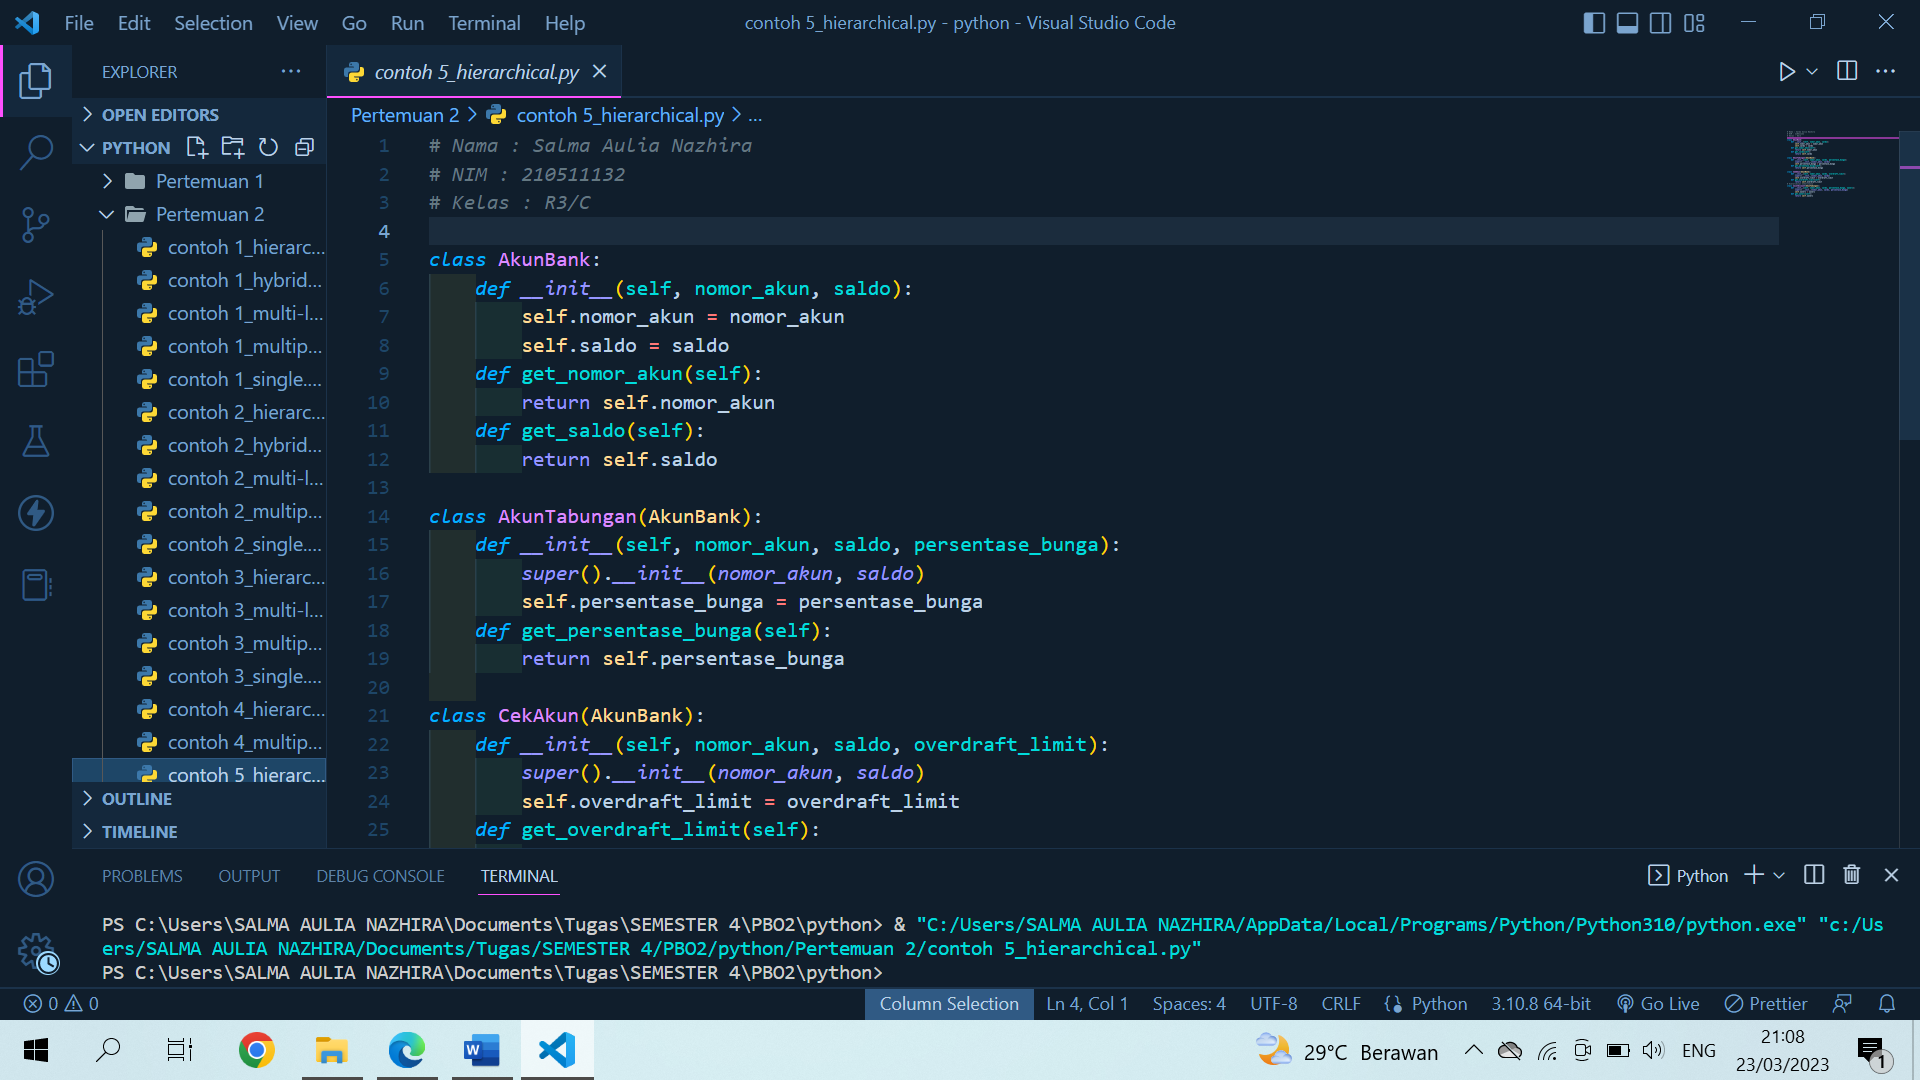 File Edit Selection View Go Run Terminal Help
contoh 5_hierarchical.py - python - Visual Studio Code
EXPLORER
contoh 5_hierarchical.py
OPEN EDITORS
PYTHON
Pertemuan 1
Pertemuan 2
contoh 1_hierarc...
contoh 1_hybrid...
contoh 1_multi-l...
contoh 1_multip...
contoh 1_single....
contoh 2_hierarc...
contoh 2_hybrid...
contoh 2_multi-l...
contoh 2_multip...
contoh 2_single....
contoh 3_hierarc...
contoh 3_multi-l...
contoh 3_multip...
contoh 3_single....
contoh 4_hierarc...
contoh 4_multip...
contoh 5_hierarc...
OUTLINE
TIMELINE
Pertemuan 2 > contoh 5_hierarchical.py > ...
1 # Nama : Salma Aulia Nazhira
2 # NIM : 210511132
3 # Kelas : R3/C
4
5 class AkunBank:
6     def __init__(self, nomor_akun, saldo):
7         self.nomor_akun = nomor_akun
8         self.saldo = saldo
9     def get_nomor_akun(self):
10         return self.nomor_akun
11     def get_saldo(self):
12         return self.saldo
13
14 class AkunTabungan(AkunBank):
15     def __init__(self, nomor_akun, saldo, persentase_bunga):
16         super().__init__(nomor_akun, saldo)
17         self.persentase_bunga = persentase_bunga
18     def get_persentase_bunga(self):
19         return self.persentase_bunga
20
21 class CekAkun(AkunBank):
22     def __init__(self, nomor_akun, saldo, overdraft_limit):
23         super().__init__(nomor_akun, saldo)
24         self.overdraft_limit = overdraft_limit
25     def get_overdraft_limit(self):
PROBLEMS OUTPUT DEBUG CONSOLE TERMINAL
Python
PS C:\Users\SALMA AULIA NAZHIRA\Documents\Tugas\SEMESTER 4\PBO2\python> & "C:/Users/SALMA AULIA NAZHIRA/AppData/Local/Programs/Python/Python310/python.exe" "c:/Us
ers/SALMA AULIA NAZHIRA/Documents/Tugas/SEMESTER 4/PBO2/python/Pertemuan 2/contoh 5_hierarchical.py"
PS C:\Users\SALMA AULIA NAZHIRA\Documents\Tugas\SEMESTER 4\PBO2\python>
0 0 Column Selection Ln 4, Col 1 Spaces: 4 UTF-8 CRLF Python 3.10.8 64-bit Go Live Prettier
29°C Berawan
ENG
21:08
23/03/2023
1